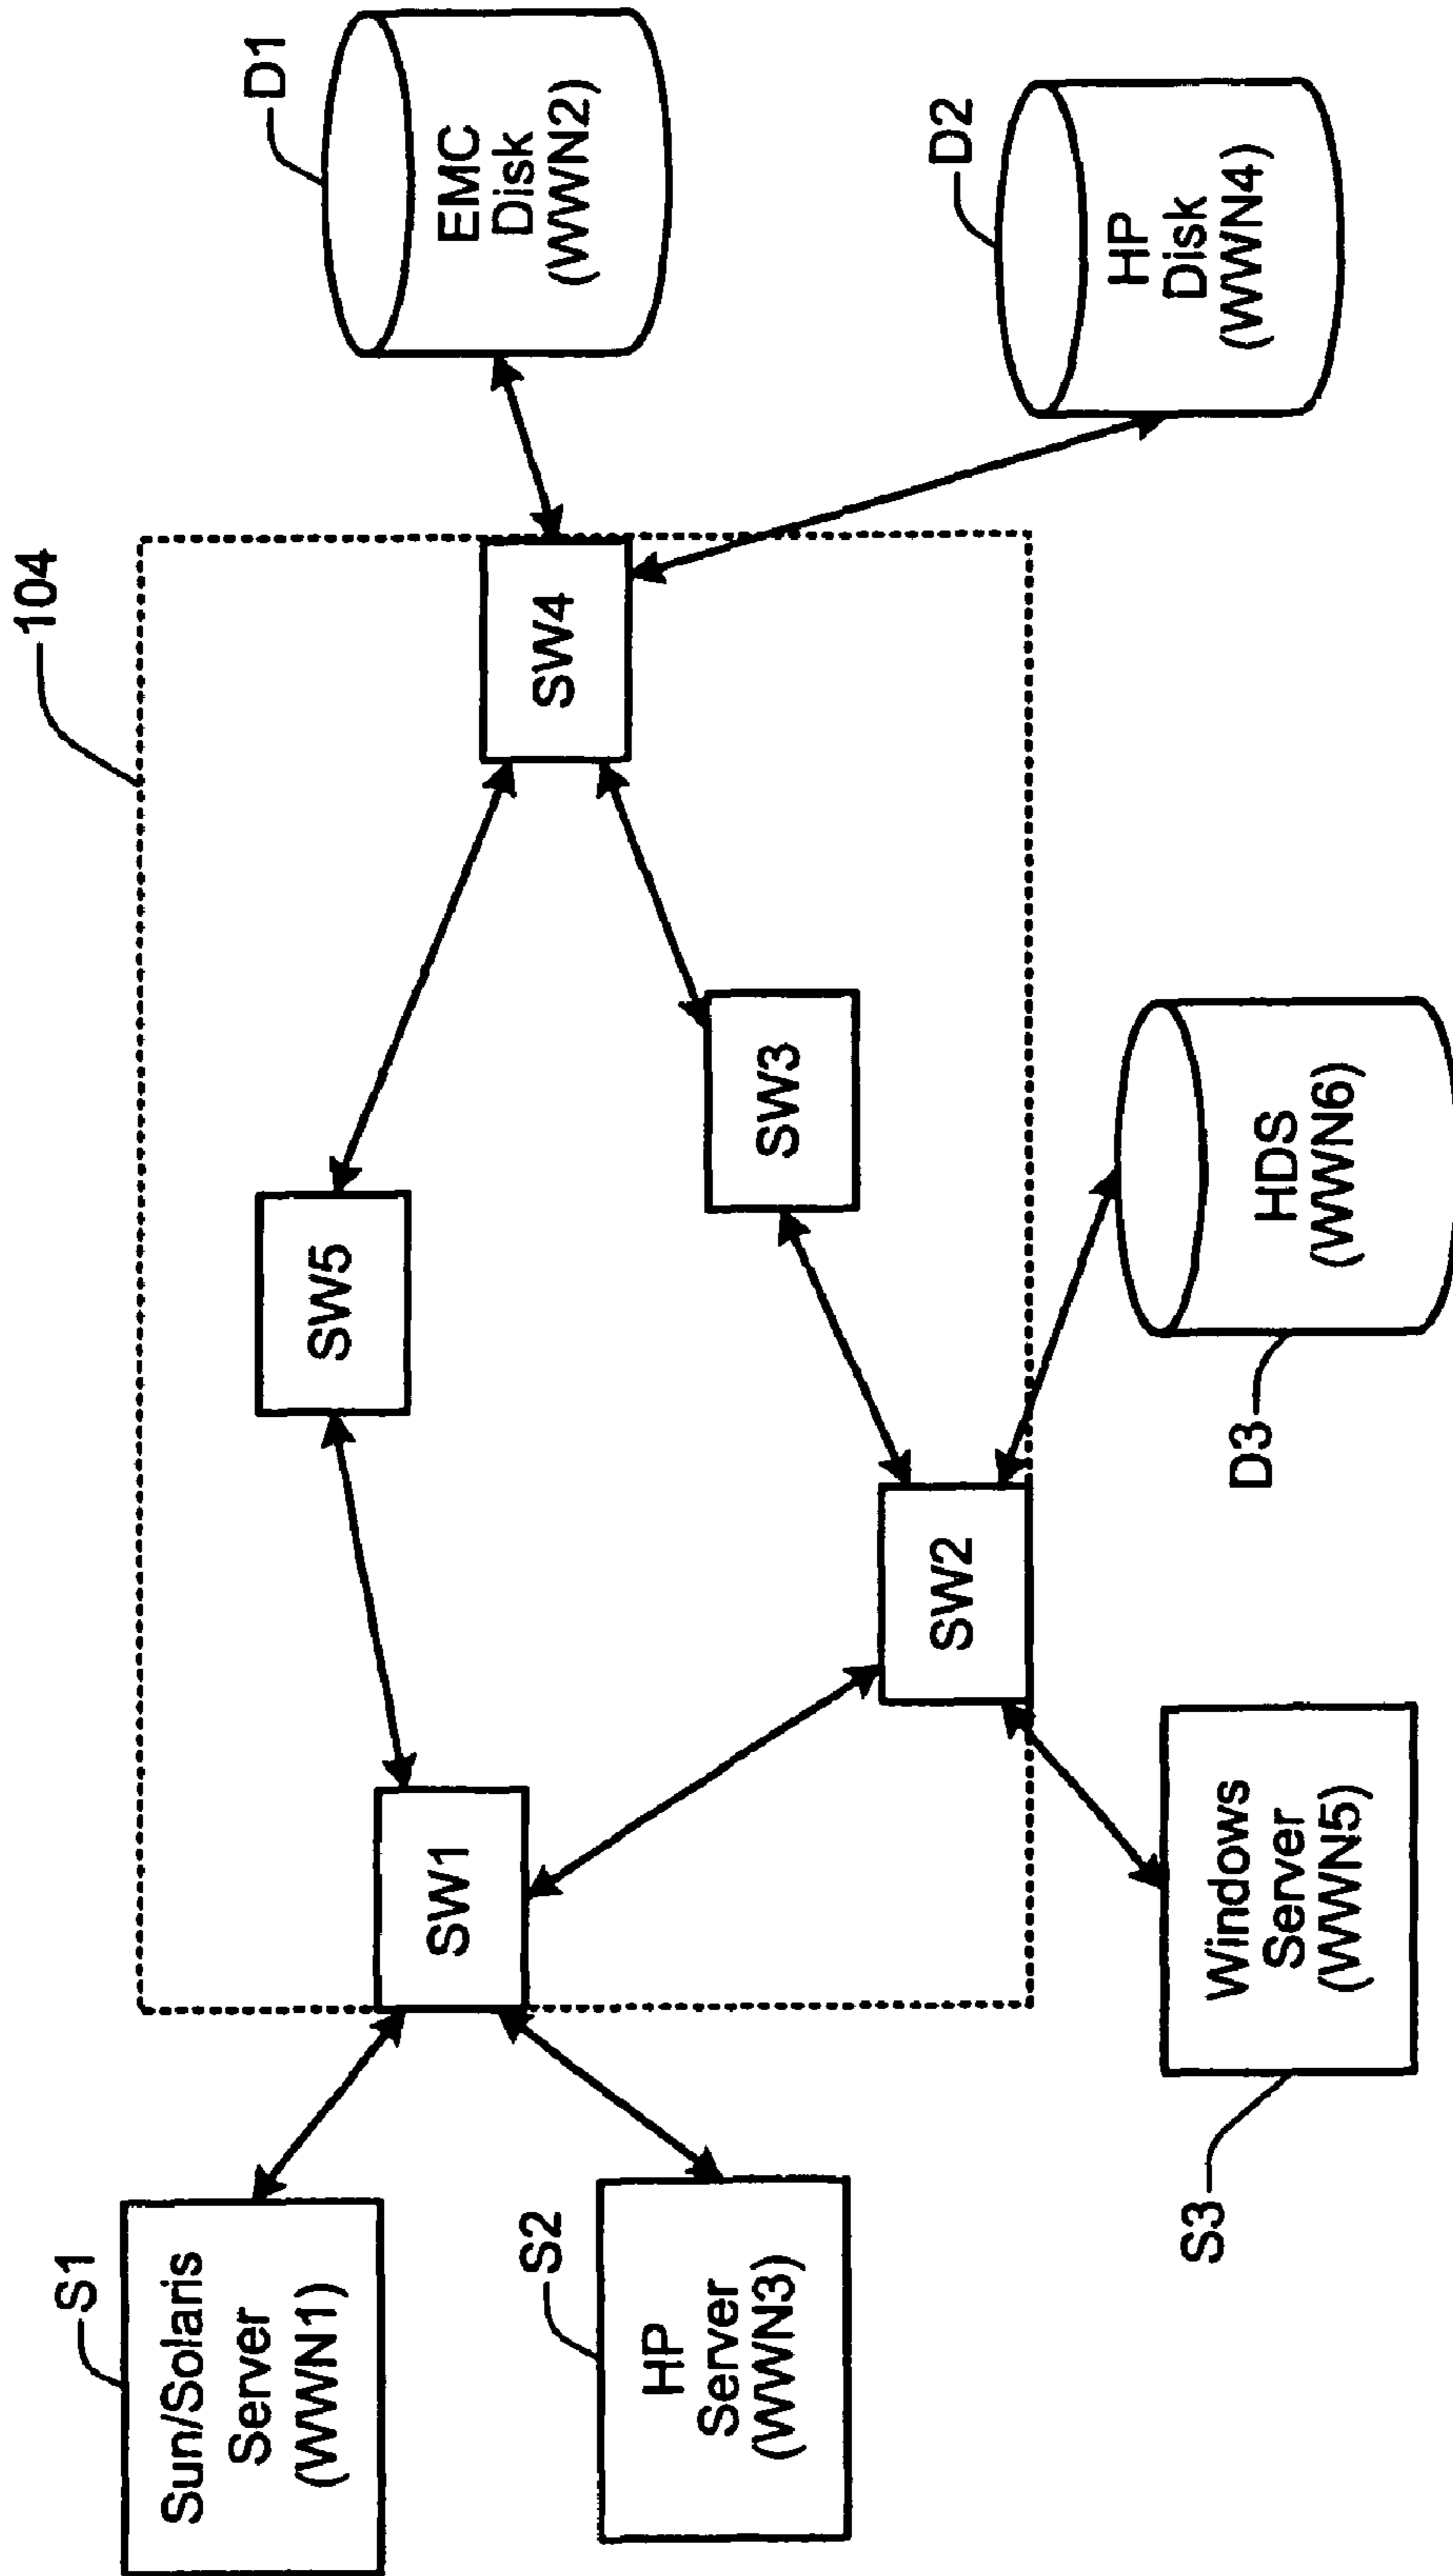 104
S1
Sun/Solaris
Server
(WWN1)
S2
HP
Server
(WWN3)
SW1
SW5
SW4
SW3
SW2
D1
EMC
Disk
(WWN2)
D2
HP
Disk
(WWN4)
S3
Windows
Server
(WWN5)
D3
HDS
(WWN6)